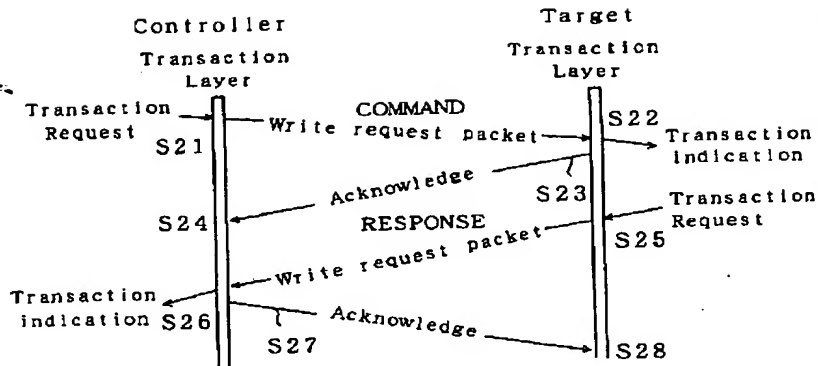 Controller
Target
Transaction
Layer
Transaction
Layer
Transaction
Request
S21
COMMAND
Write request packet
S22
Transaction
indication
Acknowledge
S23
S24
RESPONSE
Transaction
Request
S25
Write request packet
Transaction
indication
S26
Acknowledge
S27
S28